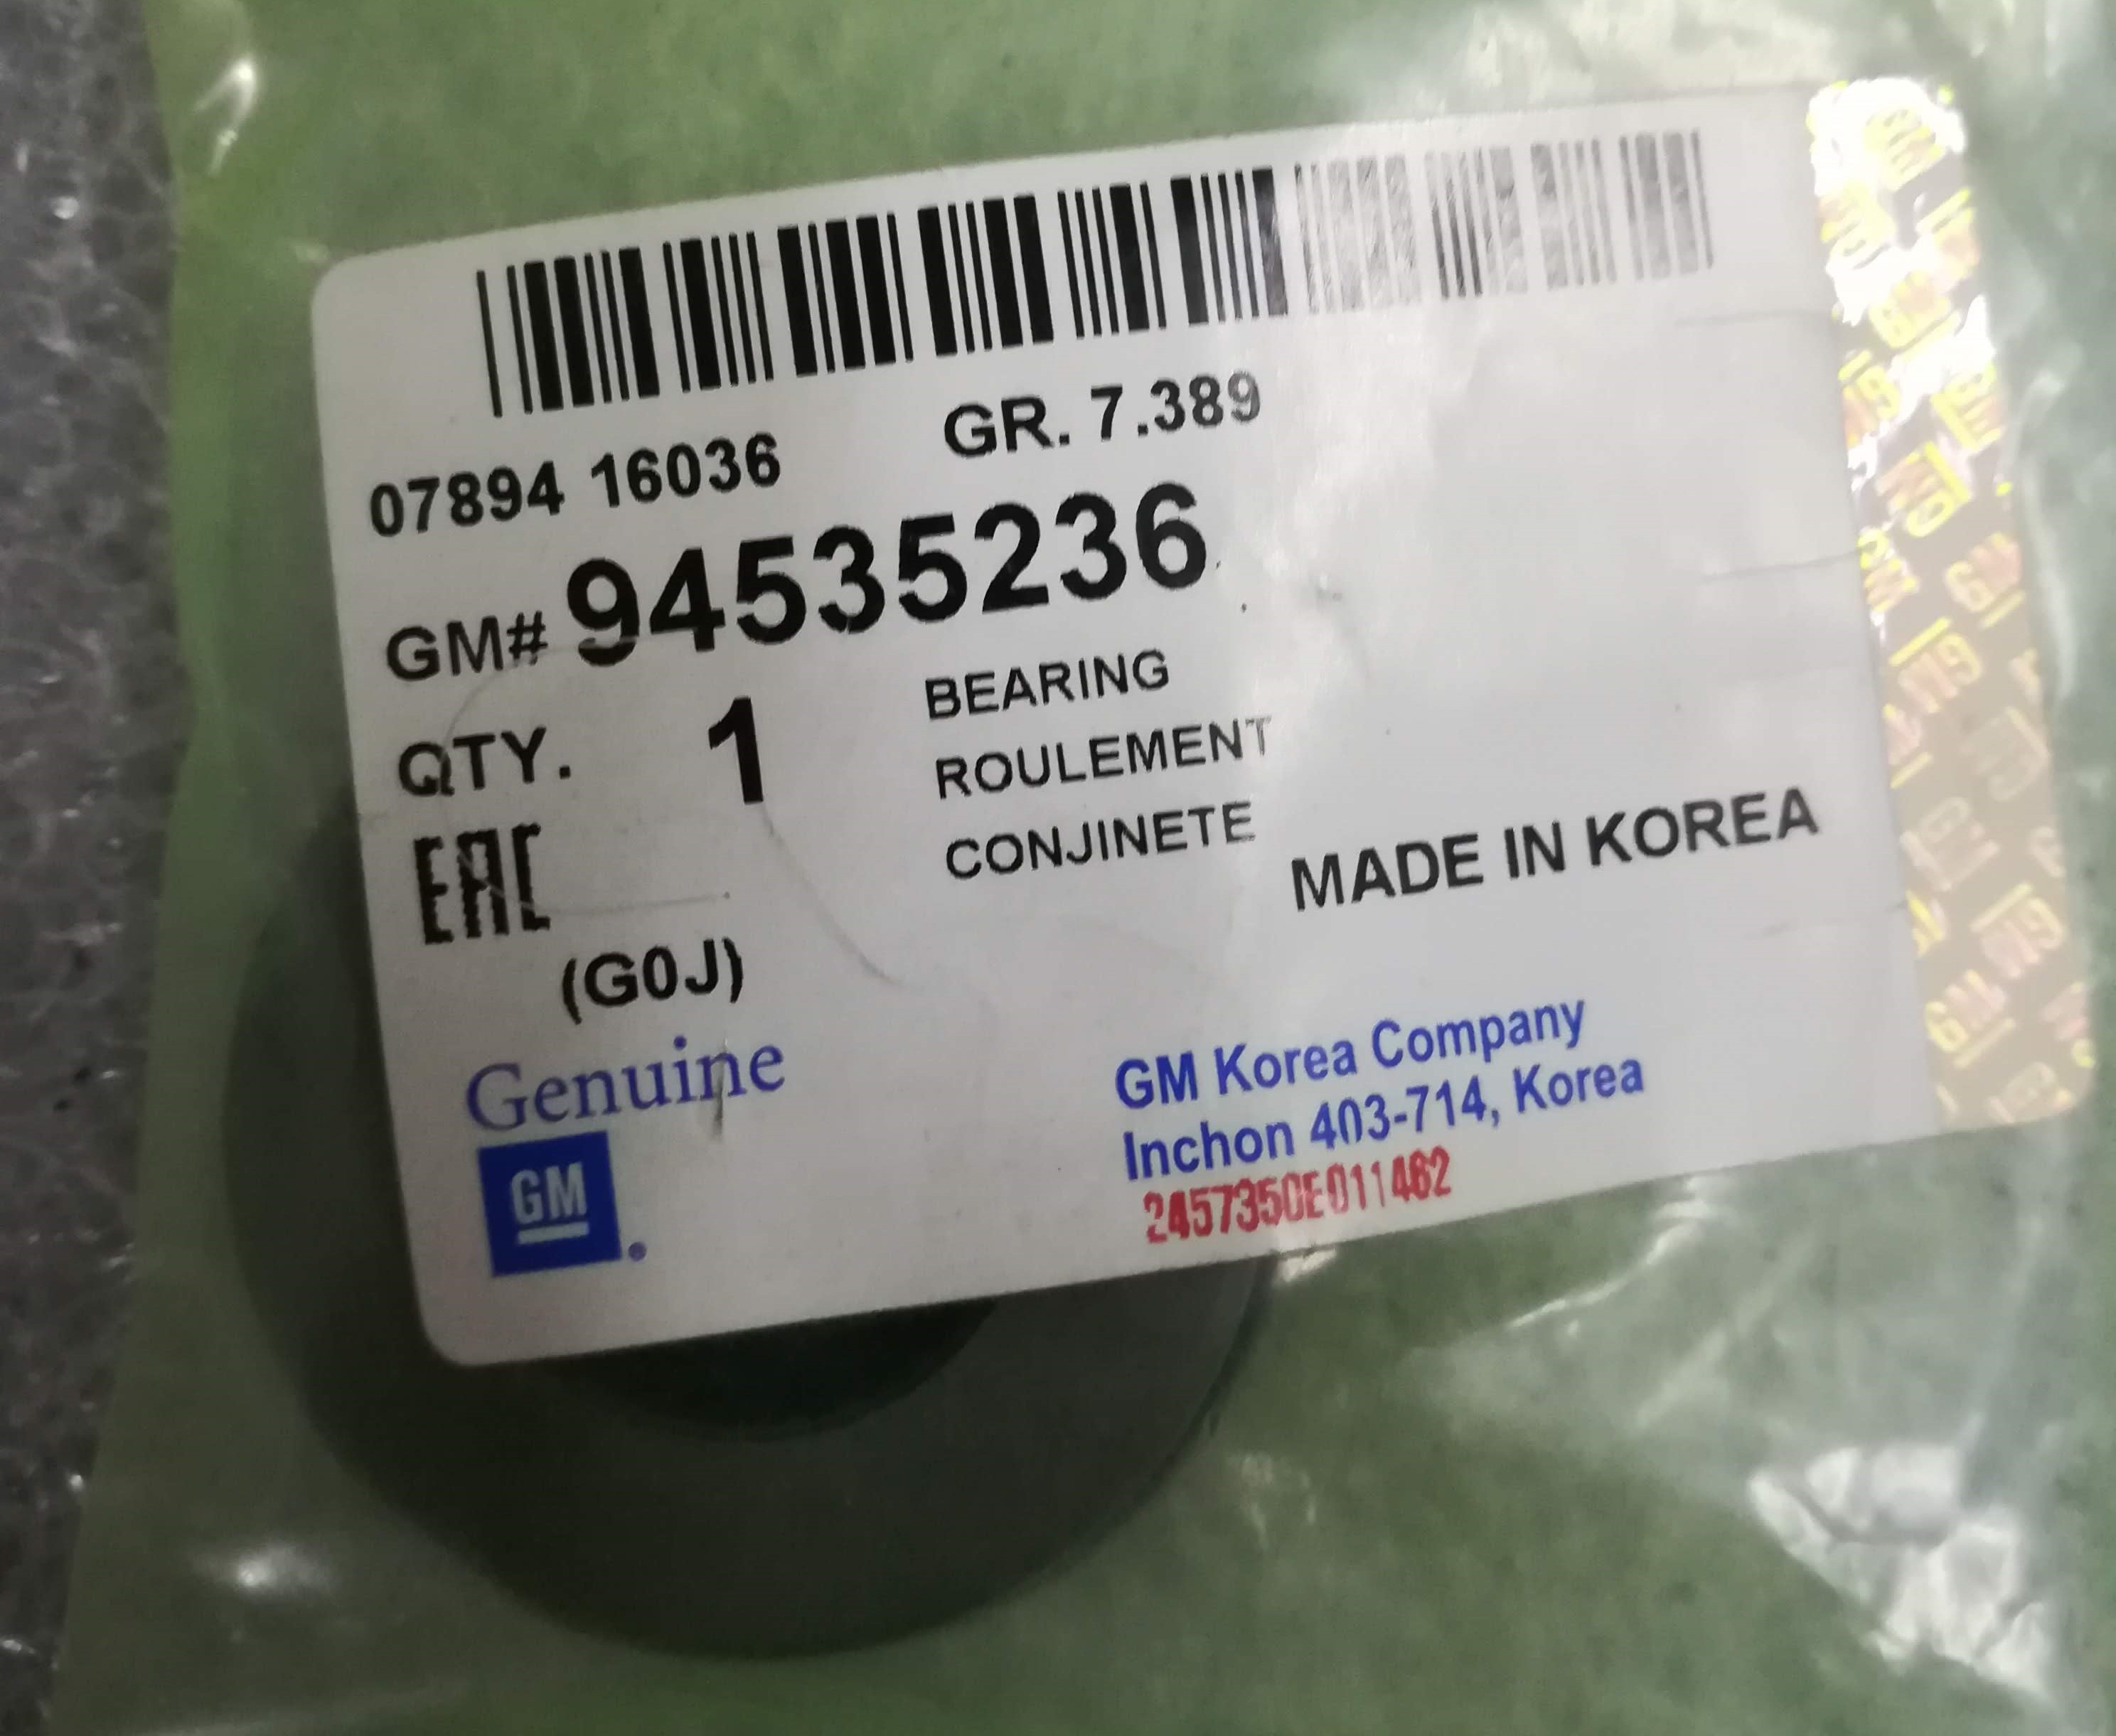 07894 16036 GR. 7.389
GM# 94535236
QTY. 1 BEARING
ROULEMENT
CONJINETE
EAC
MADE IN KOREA
(G0J)
Genuine
GM
GM Korea Company
Inchon 403-714, Korea
2457350E011462